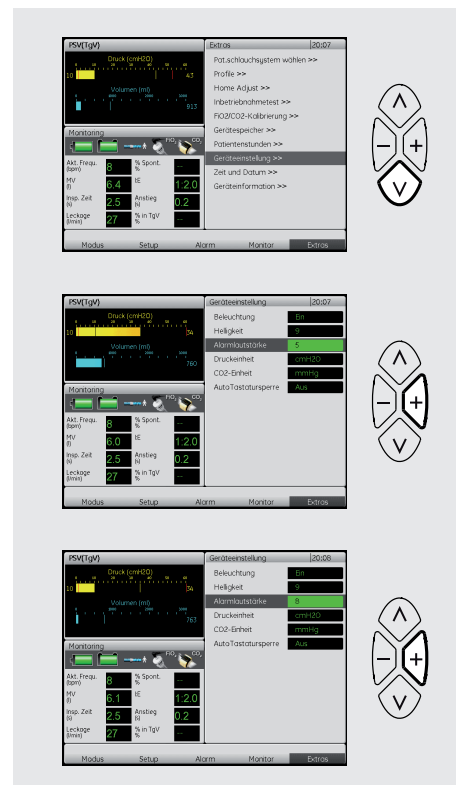 PSV(TgV)
Druck (cmH2O)
10 43
Volumen (ml)
913
Monitoring
FiO2 CO2
Akt. Frequ. (bpm) 8 % Spont. % --
MV (l) 6.4 I:E 1:2.0
Insp. Zeit (s) 2.5 Anstieg (s) 0.2
Leckage (l/min) 27 % in TgV % --
Extras 20:07
Pat.schlauchsystem wählen >>
Profile >>
Home Adjust >>
Inbetriebnahmetest >>
FiO2/CO2-Kalibrierung >>
Gerätespeicher >>
Patientenstunden >>
Geräteeinstellung >>
Zeit und Datum >>
Geräteinformation >>
Modus Setup Alarm Monitor Extras
PSV(TgV)
Druck (cmH2O)
10 34
Volumen (ml)
760
Monitoring
FiO2 CO2
Akt. Frequ. (bpm) 8 % Spont. % --
MV (l) 6.0 I:E 1:2.0
Insp. Zeit (s) 2.5 Anstieg (s) 0.2
Leckage (l/min) 27 % in TgV % --
Geräteeinstellung 20:07
Beleuchtung Ein
Helligkeit 9
Alarmlautstärke 5
Druckeinheit cmH2O
CO2-Einheit mmHg
AutoTastatursperre Aus
Modus Setup Alarm Monitor Extras
PSV(TgV)
Druck (cmH2O)
10 34
Volumen (ml)
763
Monitoring
FiO2 CO2
Akt. Frequ. (bpm) 8 % Spont. % --
MV (l) 6.1 I:E 1:2.0
Insp. Zeit (s) 2.5 Anstieg (s) 0.2
Leckage (l/min) 27 % in TgV % --
Geräteeinstellung 20:08
Beleuchtung Ein
Helligkeit 9
Alarmlautstärke 8
Druckeinheit cmH2O
CO2-Einheit mmHg
AutoTastatursperre Aus
Modus Setup Alarm Monitor Extras